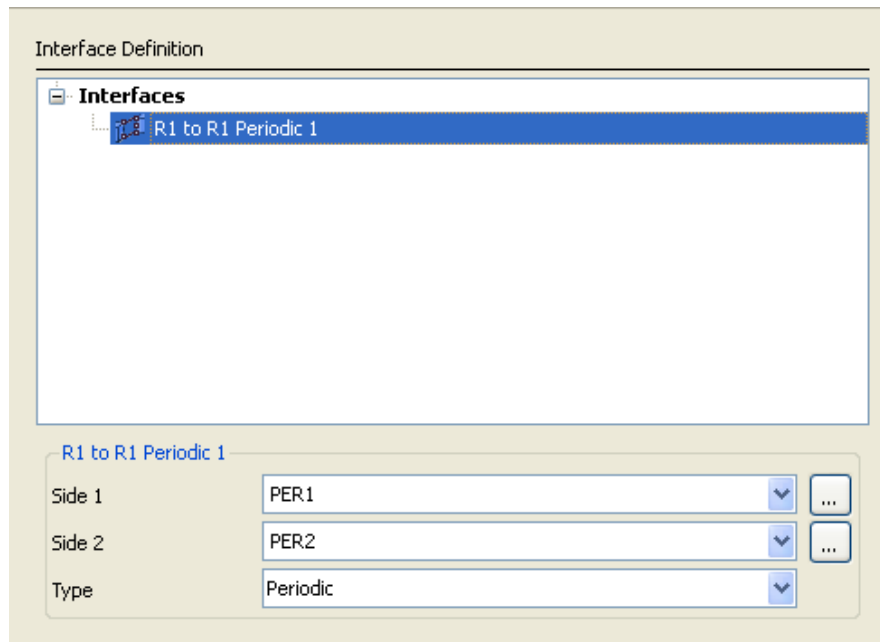 Interface Definition
Interfaces
R1 to R1 Periodic 1
R1 to R1 Periodic 1
Side 1 PER1 ...
Side 2 PER2 ...
Type Periodic